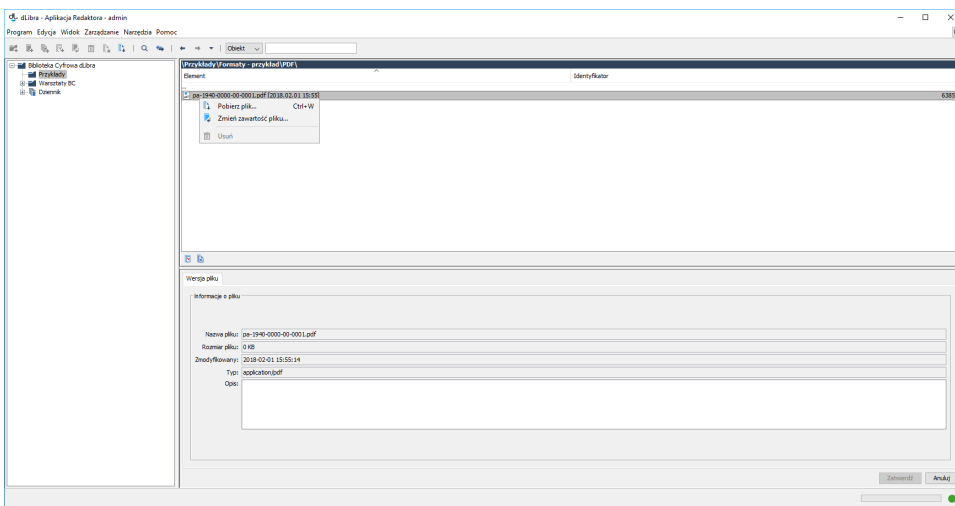 dLibra - Aplikacja Redaktora - admin
Program Edycja Widok Zarządzanie Narzędzia Pomoc
Obiekt
Biblioteka Cyfrowa dLibra
Przykłady
Warsztaty BC
Dziennik
\Przykłady\Formaty - przykład\PDF\
Element Identyfikator
...
pa-1940-0000-00-0001.pdf [2018.02.01 15:55] 6385
Pobierz plik... Ctrl+W
Zmień zawartość pliku...
Usuń
Wersja pliku
Informacje o pliku
Nazwa pliku: pa-1940-0000-00-0001.pdf
Rozmiar pliku: 0 KB
Zmodyfikowany: 2018-02-01 15:55:14
Typ: application/pdf
Opis:
Zatwierdź Anuluj